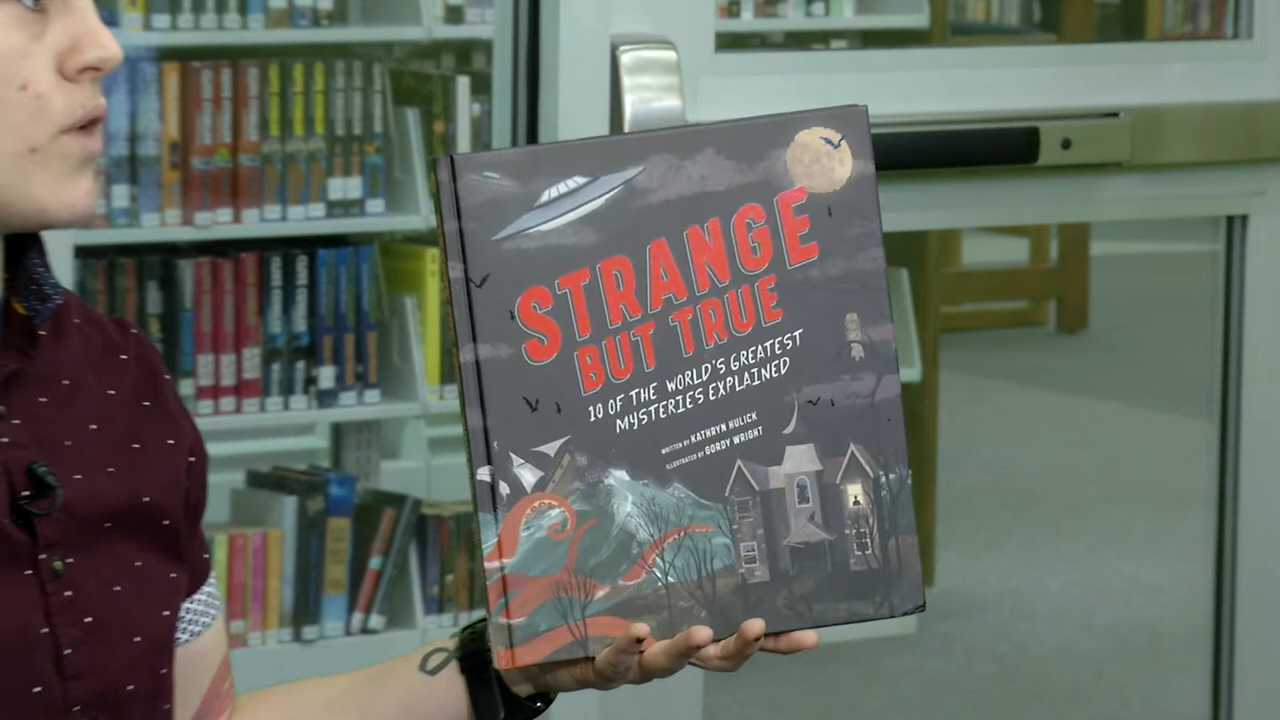 STRANGE
BUT TRUE
10 OF THE WORLD'S GREATEST
MYSTERIES EXPLAINED
WRITTEN BY KATHRYN HULICK
ILLUSTRATED BY GORDY WRIGHT